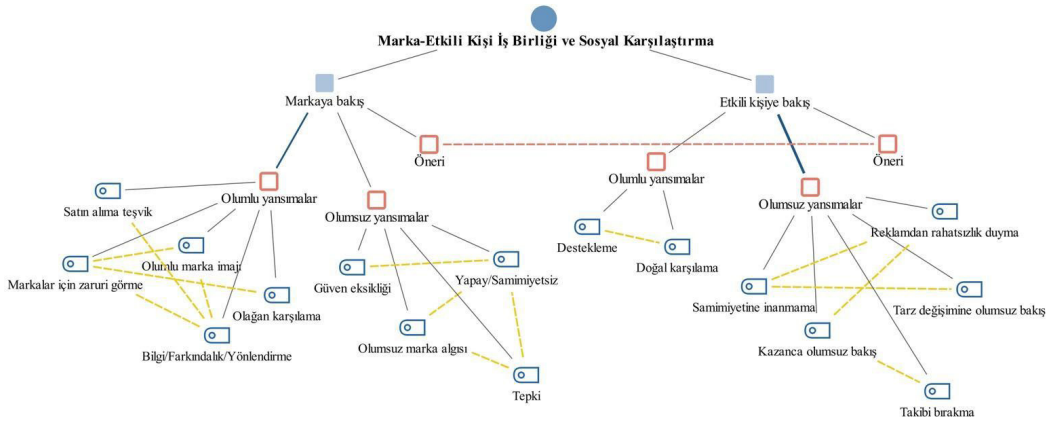 Marka-Etkili Kişi İş Birliği ve Sosyal Karşılaştırma
Markaya bakış
Etkili kişiye bakış
Öneri
Öneri
Olumlu yansımalar
Olumsuz yansımalar
Olumlu yansımalar
Olumsuz yansımalar
Satın alıma teşvik
Olumlu marka imajı
Markalar için zaruri görme
Olağan karşılama
Bilgi/Farkındalık/Yönlendirme
Güven eksikliği
Yapay/Samimiyetsiz
Olumsuz marka algısı
Tepki
Destekleme
Doğal karşılama
Reklamdan rahatsızlık duyma
Samimiyetine inanmama
Tarz değişimine olumsuz bakış
Kazanca olumsuz bakış
Takibi bırakma